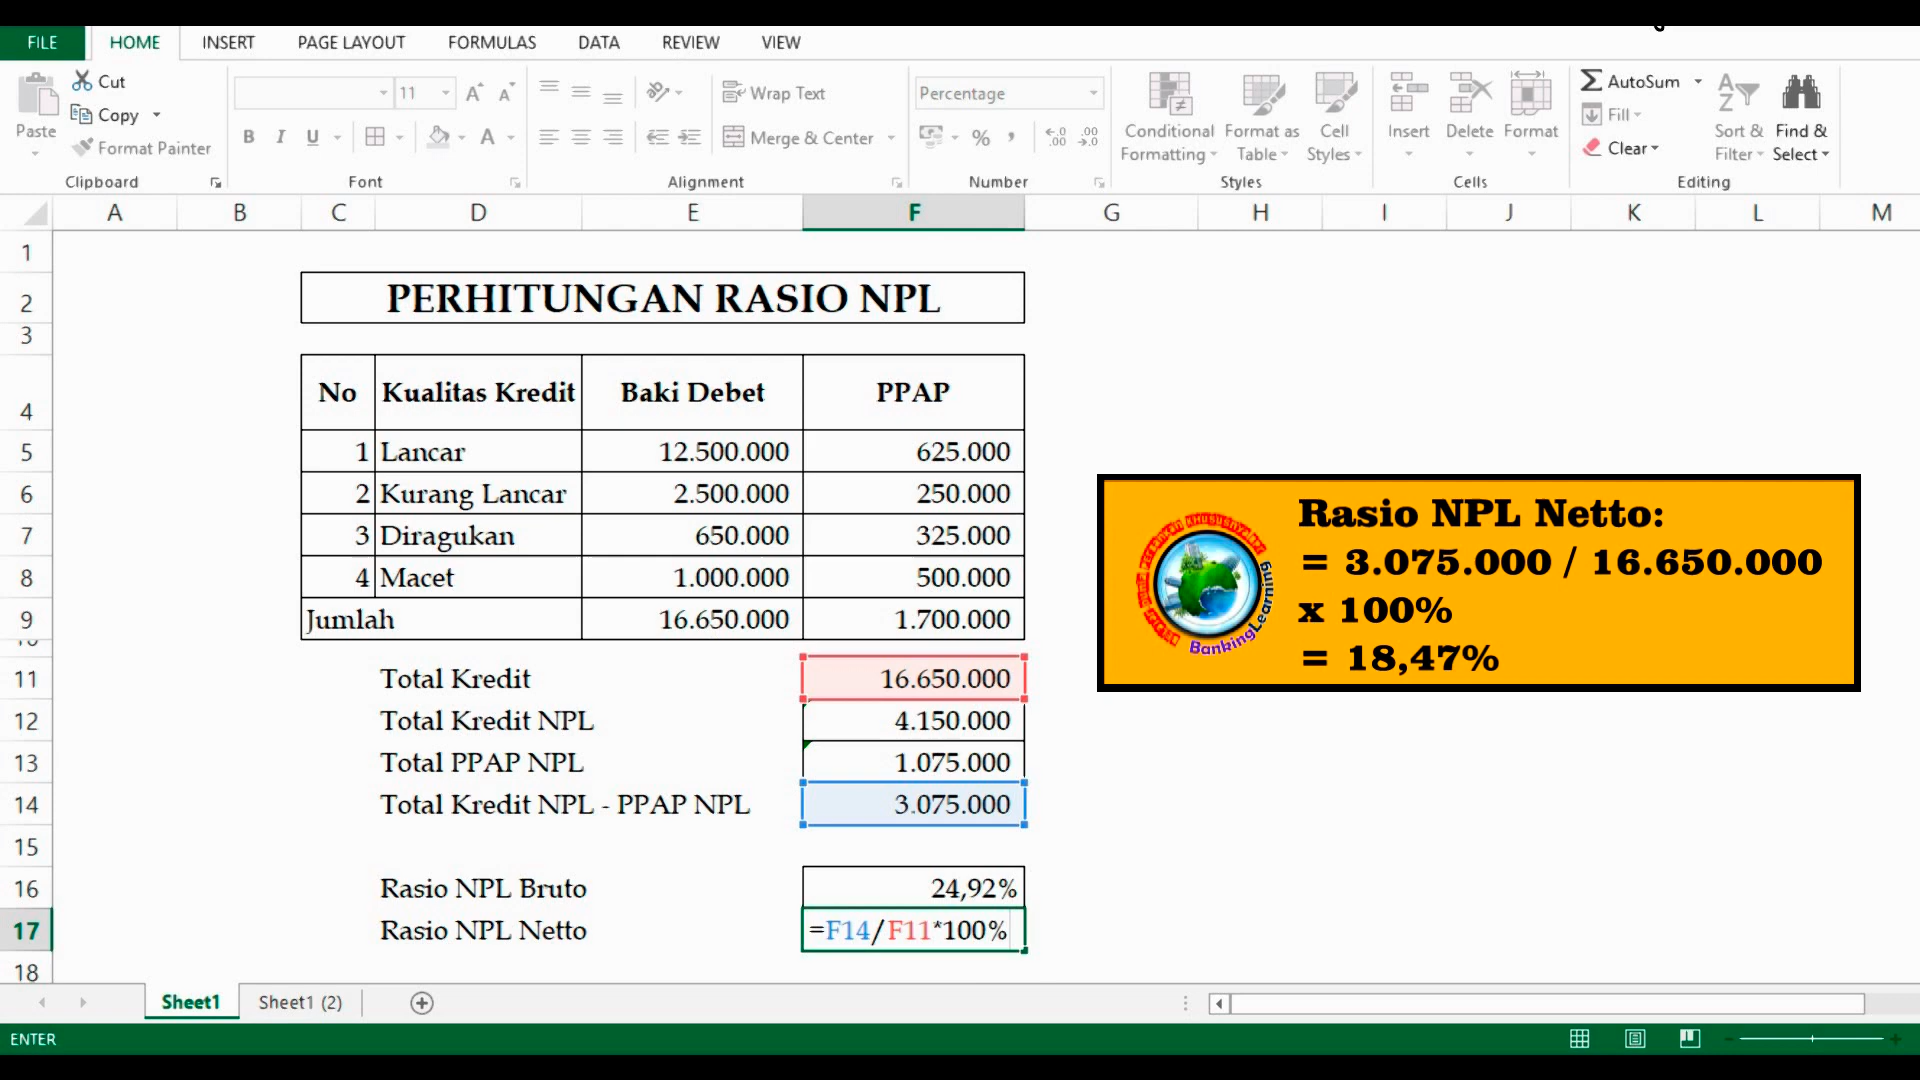 FILE HOME INSERT PAGE LAYOUT FORMULAS DATA REVIEW VIEW
Cut
Copy
Paste
Format Painter
Clipboard
11
B I U A
Font
Wrap Text
Merge & Center
Alignment
Percentage
%
Number
Conditional Formatting
Format as Table
Cell Styles
Styles
Insert Delete Format
Cells
AutoSum
Fill
Clear
Sort & Filter
Find & Select
Editing
A B C D E F G H I J K L M
1
2 PERHITUNGAN RASIO NPL
3
4 No Kualitas Kredit Baki Debet PPAP
5 1 Lancar 12.500.000 625.000
6 2 Kurang Lancar 2.500.000 250.000
7 3 Diragukan 650.000 325.000
8 4 Macet 1.000.000 500.000
9 Jumlah 16.650.000 1.700.000
11 Total Kredit 16.650.000
12 Total Kredit NPL 4.150.000
13 Total PPAP NPL 1.075.000
14 Total Kredit NPL - PPAP NPL 3.075.000
15
16 Rasio NPL Bruto 24,92%
17 Rasio NPL Netto =F14/F11*100%
18
Rasio NPL Netto:
= 3.075.000 / 16.650.000
x 100%
= 18,47%
BankingLearning
Sheet1 Sheet1 (2)
ENTER